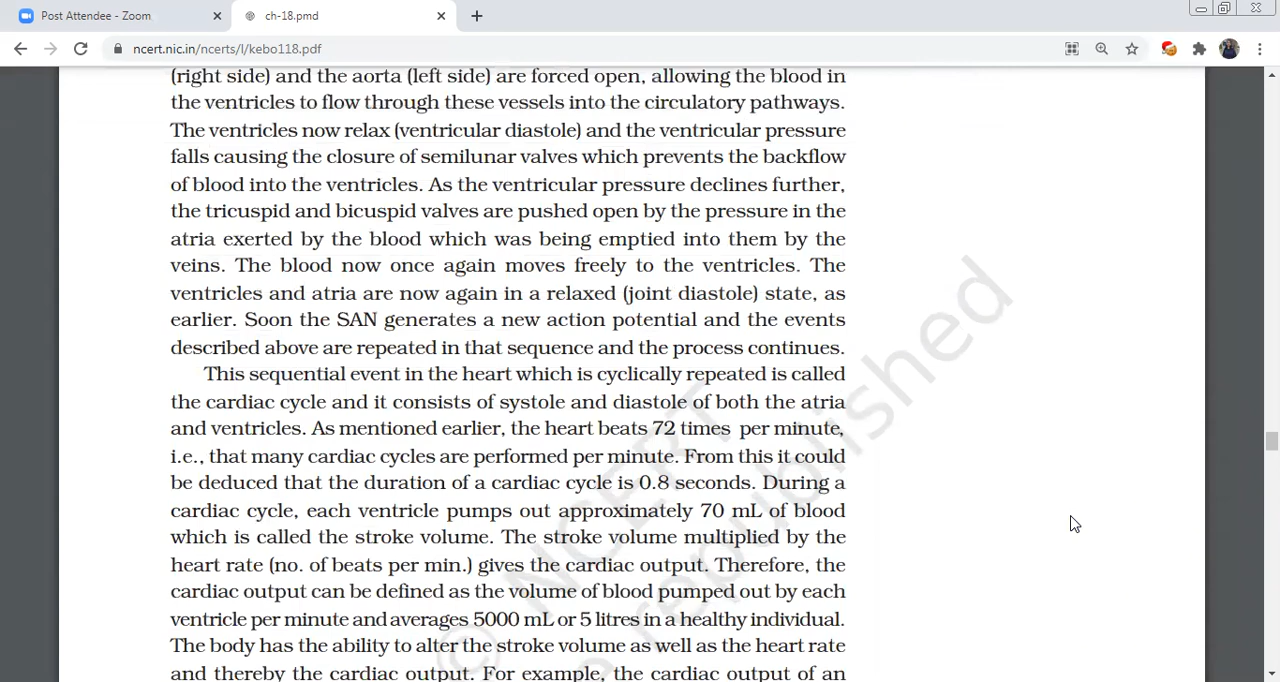 Post Attendee - Zoom
ch-18.pmd
ncert.nic.in/ncerts/l/kebo118.pdf
(right side) and the aorta (left side) are forced open, allowing the blood in
the ventricles to flow through these vessels into the circulatory pathways.
The ventricles now relax (ventricular diastole) and the ventricular pressure
falls causing the closure of semilunar valves which prevents the backflow
of blood into the ventricles. As the ventricular pressure declines further,
the tricuspid and bicuspid valves are pushed open by the pressure in the
atria exerted by the blood which was being emptied into them by the
veins. The blood now once again moves freely to the ventricles. The
ventricles and atria are now again in a relaxed (joint diastole) state, as
earlier. Soon the SAN generates a new action potential and the events
described above are repeated in that sequence and the process continues.
This sequential event in the heart which is cyclically repeated is called
the cardiac cycle and it consists of systole and diastole of both the atria
and ventricles. As mentioned earlier, the heart beats 72 times per minute,
i.e., that many cardiac cycles are performed per minute. From this it could
be deduced that the duration of a cardiac cycle is 0.8 seconds. During a
cardiac cycle, each ventricle pumps out approximately 70 mL of blood
which is called the stroke volume. The stroke volume multiplied by the
heart rate (no. of beats per min.) gives the cardiac output. Therefore, the
cardiac output can be defined as the volume of blood pumped out by each
ventricle per minute and averages 5000 mL or 5 litres in a healthy individual.
The body has the ability to alter the stroke volume as well as the heart rate
and thereby the cardiac output. For example, the cardiac output of an
© NCERT
republished